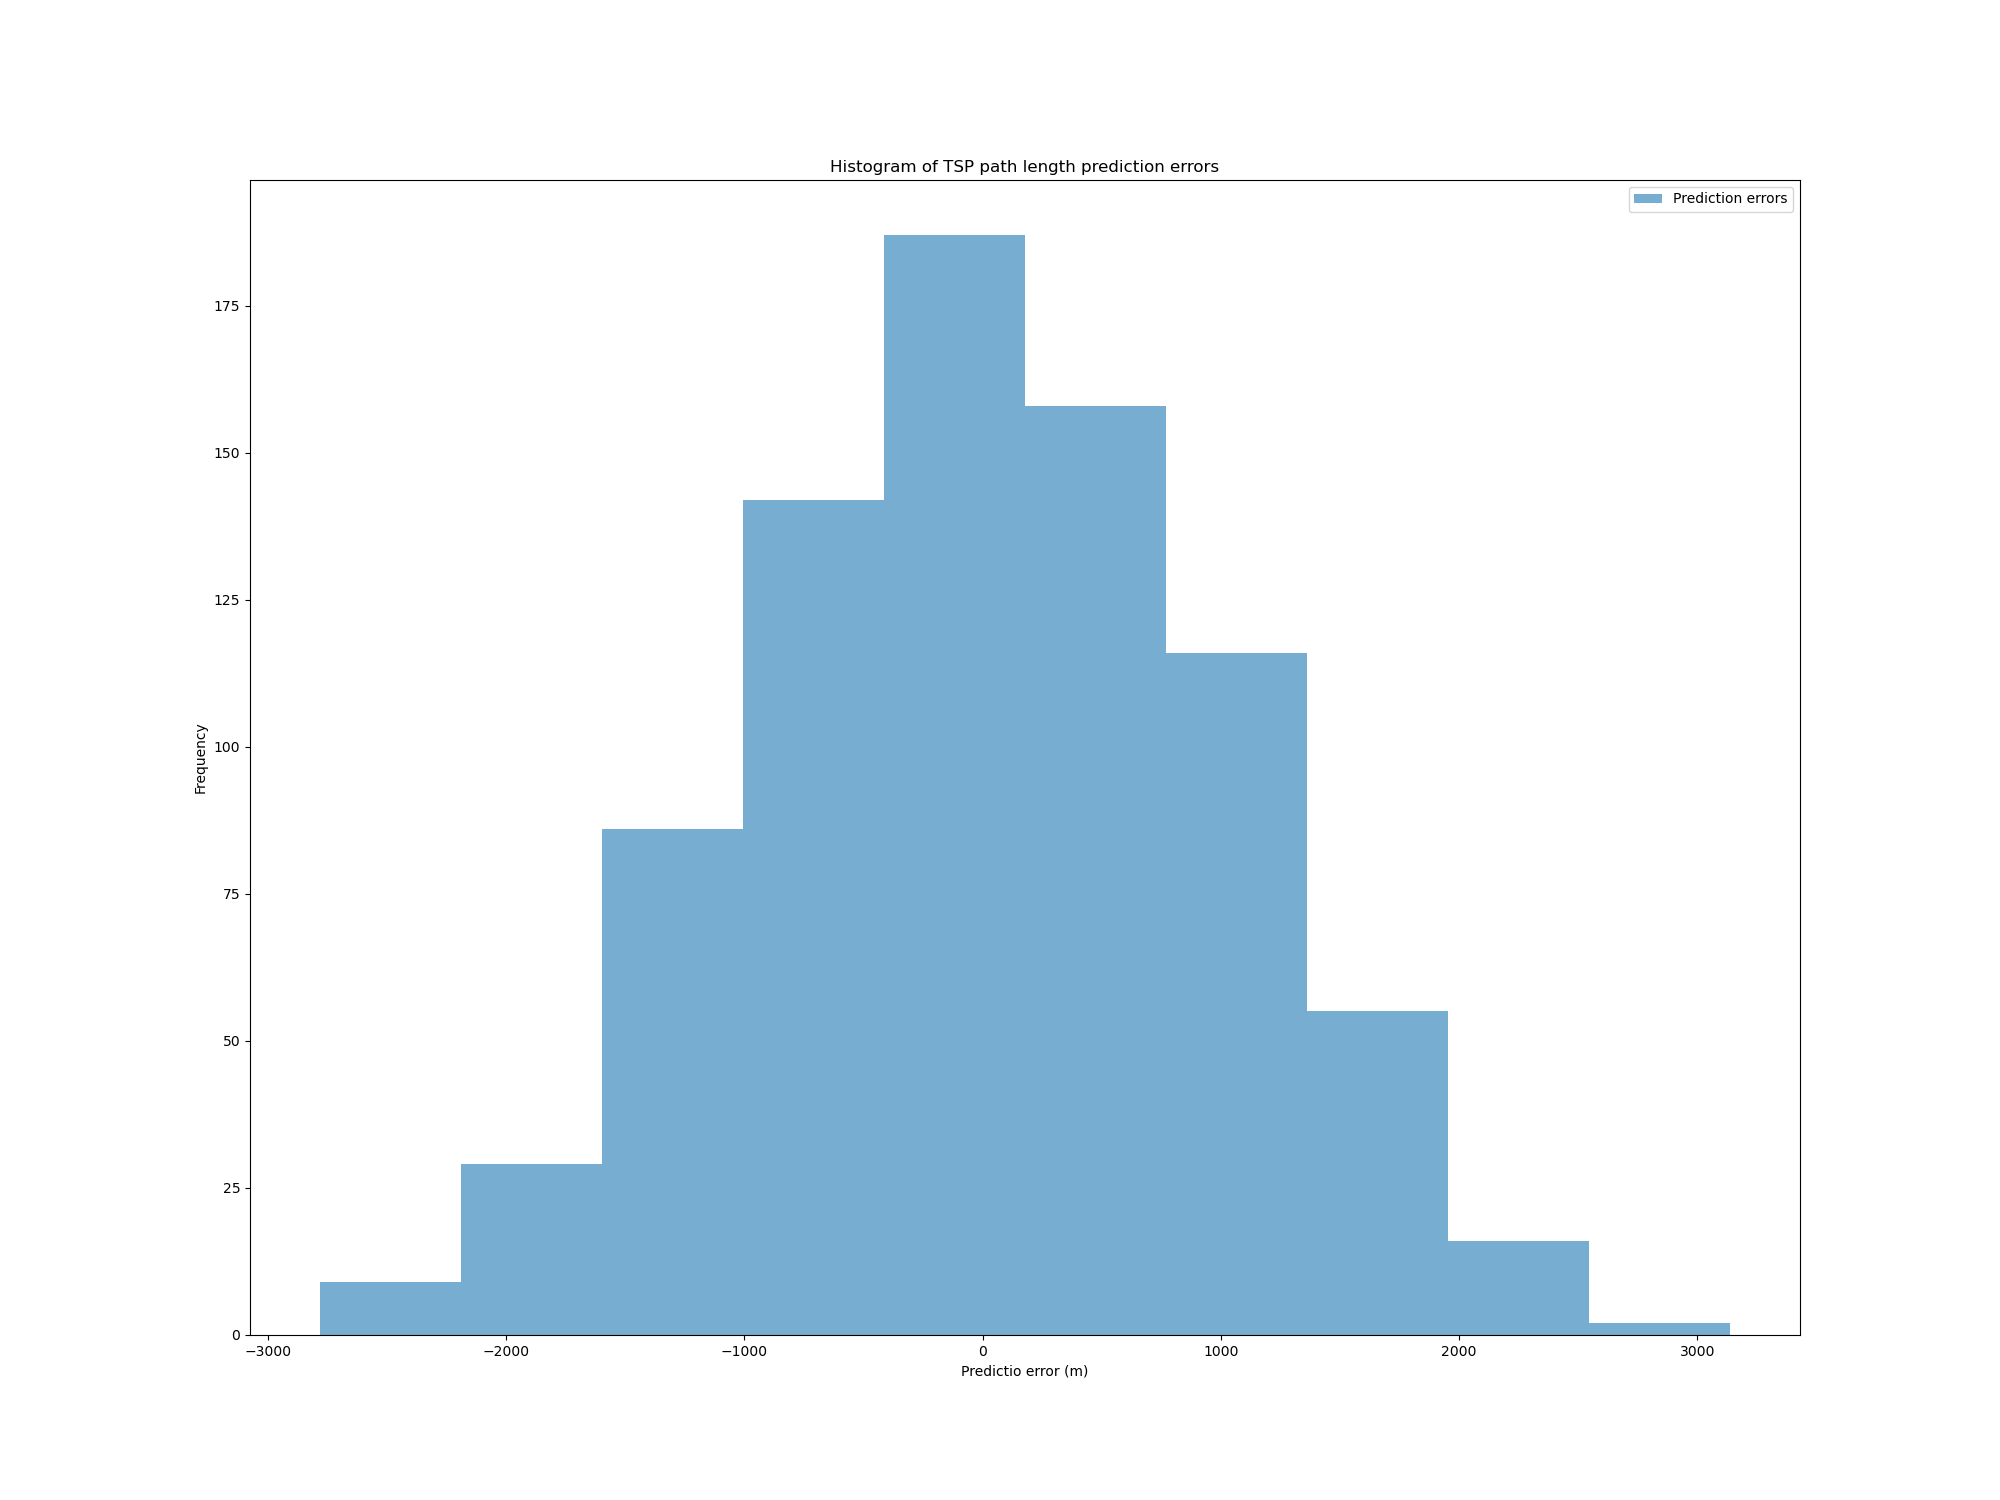 Histogram of TSP path length prediction errors
Prediction errors
175
150
125
100
75
50
25
0
Frequency
−3000 −2000 −1000 0 1000 2000 3000
Predictio error (m)